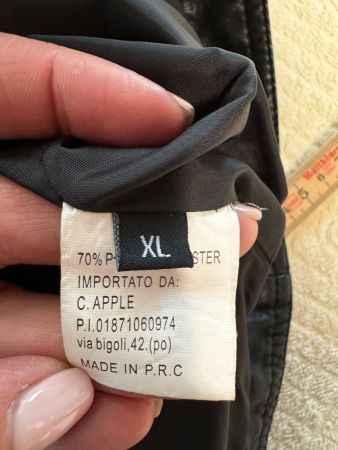 XL
70% P STER
IMPORTATO DA:
C. APPLE
P.I.01871060974
via bigoli,42.(po)
MADE IN P.R.C